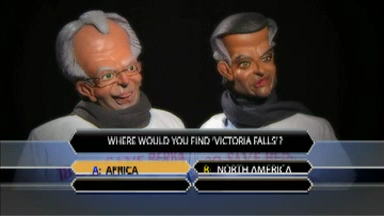 WHERE WOULD YOU FIND 'VICTORIA FALLS'?
A: AFRICA
B: NORTH AMERICA